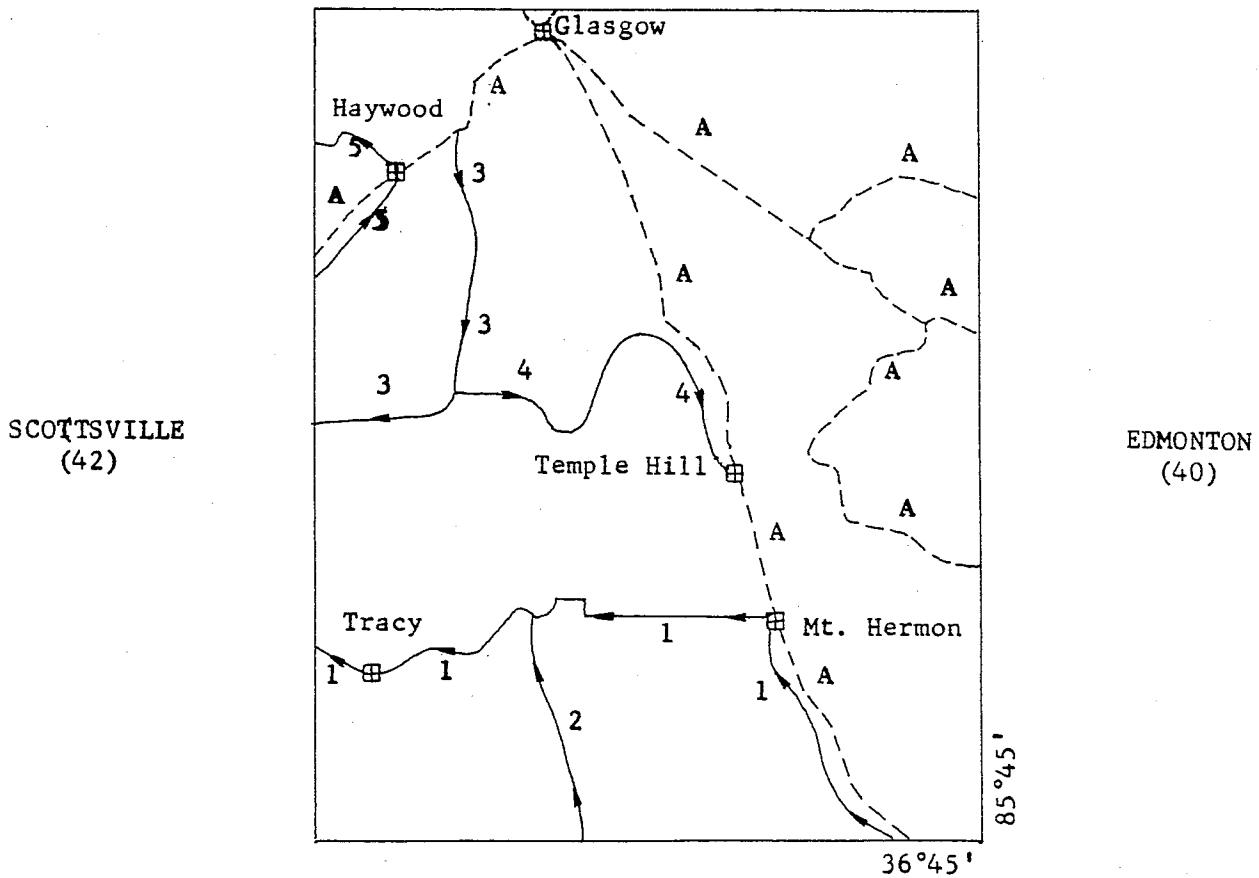 Glasgow
A
Haywood
A
A
5
3
A
5
A
A
3
3
4
A
4
SCOTTSVILLE
(42)
EDMONTON
(40)
Temple Hill
A
A
Tracy
1
Mt. Hermon
1
1
A
1
2
85°45'
36°45'